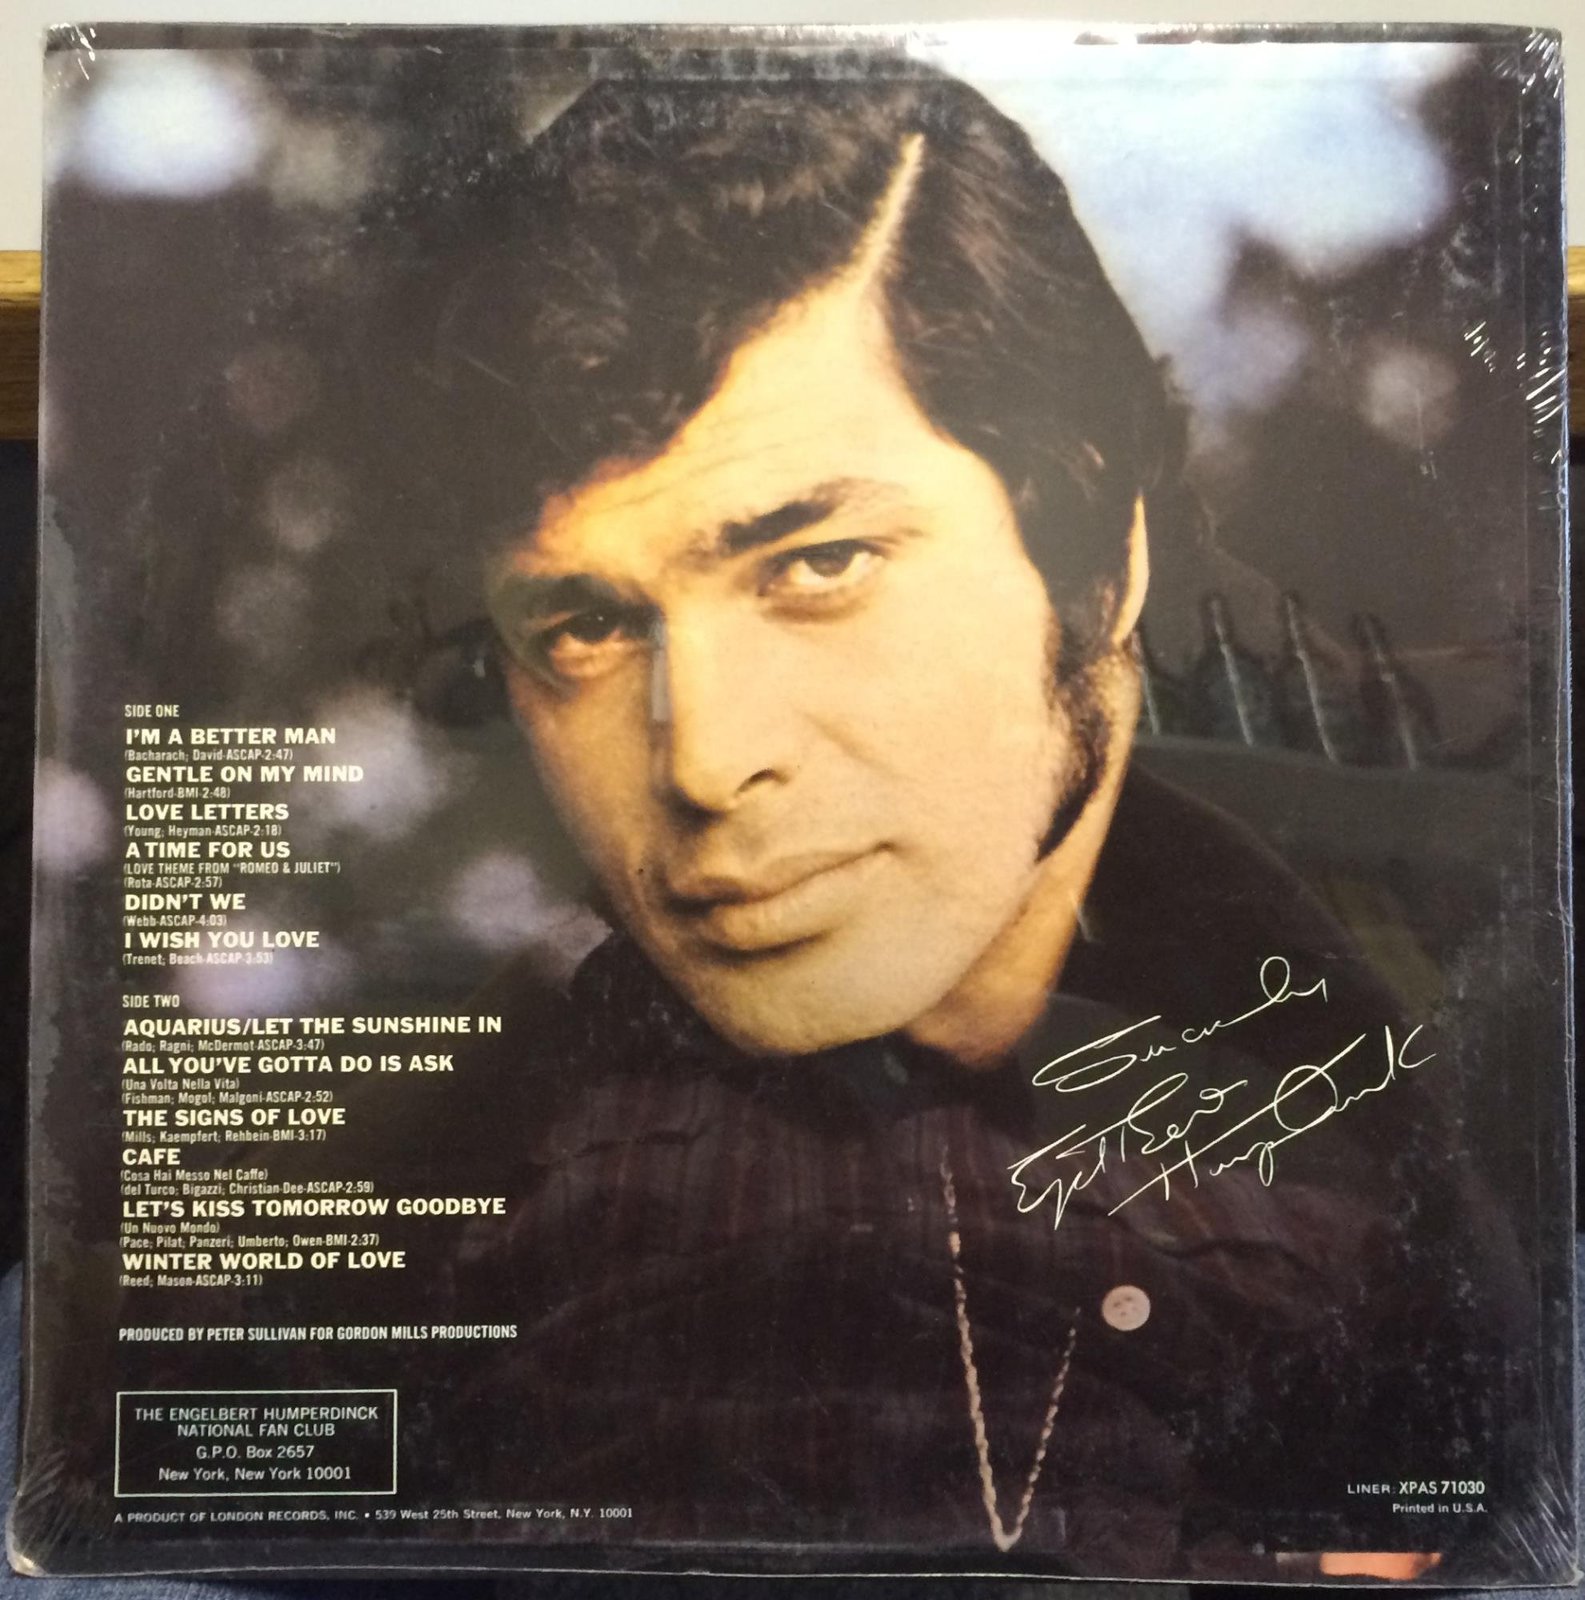 SIDE ONE
I'M A BETTER MAN
(Bacharach; David-ASCAP-2:47)
GENTLE ON MY MIND
(Hartford-BMI-2:48)
LOVE LETTERS
(Young; Heyman-ASCAP-2:18)
A TIME FOR US
(LOVE THEME FROM "ROMEO & JULIET")
(Rota-ASCAP-2:57)
DIDN'T WE
(Webb-ASCAP-4:03)
I WISH YOU LOVE
(Trenet; Beach-ASCAP-3:53)
SIDE TWO
AQUARIUS/LET THE SUNSHINE IN
(Rado; Ragni; McDermot-ASCAP-3:47)
ALL YOU'VE GOTTA DO IS ASK
(Una Volta Nella Vita)
(Fishman; Mogol; Malgoni-ASCAP-2:52)
THE SIGNS OF LOVE
(Mills; Kaempfert; Rehbein-BMI-3:17)
CAFE
(Cosa Hai Messo Nel Caffe)
(del Turco; Bigazzi; Christian-Dee-ASCAP-2:59)
LET'S KISS TOMORROW GOODBYE
(Un Nuovo Mondo)
(Pace; Pilat; Panzeri; Umberto; Owen-BMI-2:37)
WINTER WORLD OF LOVE
(Reed; Mason-ASCAP-3:11)
PRODUCED BY PETER SULLIVAN FOR GORDON MILLS PRODUCTIONS
THE ENGELBERT HUMPERDINCK
NATIONAL FAN CLUB
G.P.O. Box 2657
New York, New York 10001
A PRODUCT OF LONDON RECORDS, INC. • 539 West 25th Street, New York, N.Y. 10001
Sincerely
Engelbert
Humperdinck
LINER: XPAS 71030
Printed in U.S.A.